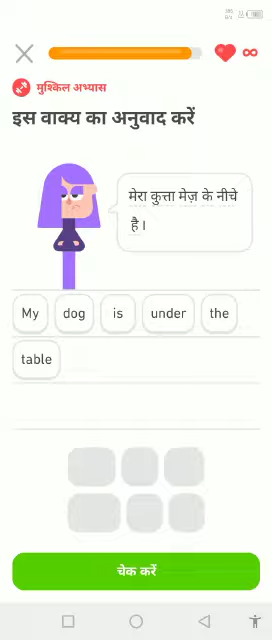 मुश्किल अभ्यास
इस वाक्य का अनुवाद करें
मेरा कुत्ता मेज़ के नीचे
है।
My dog is under the
table
चेक करें